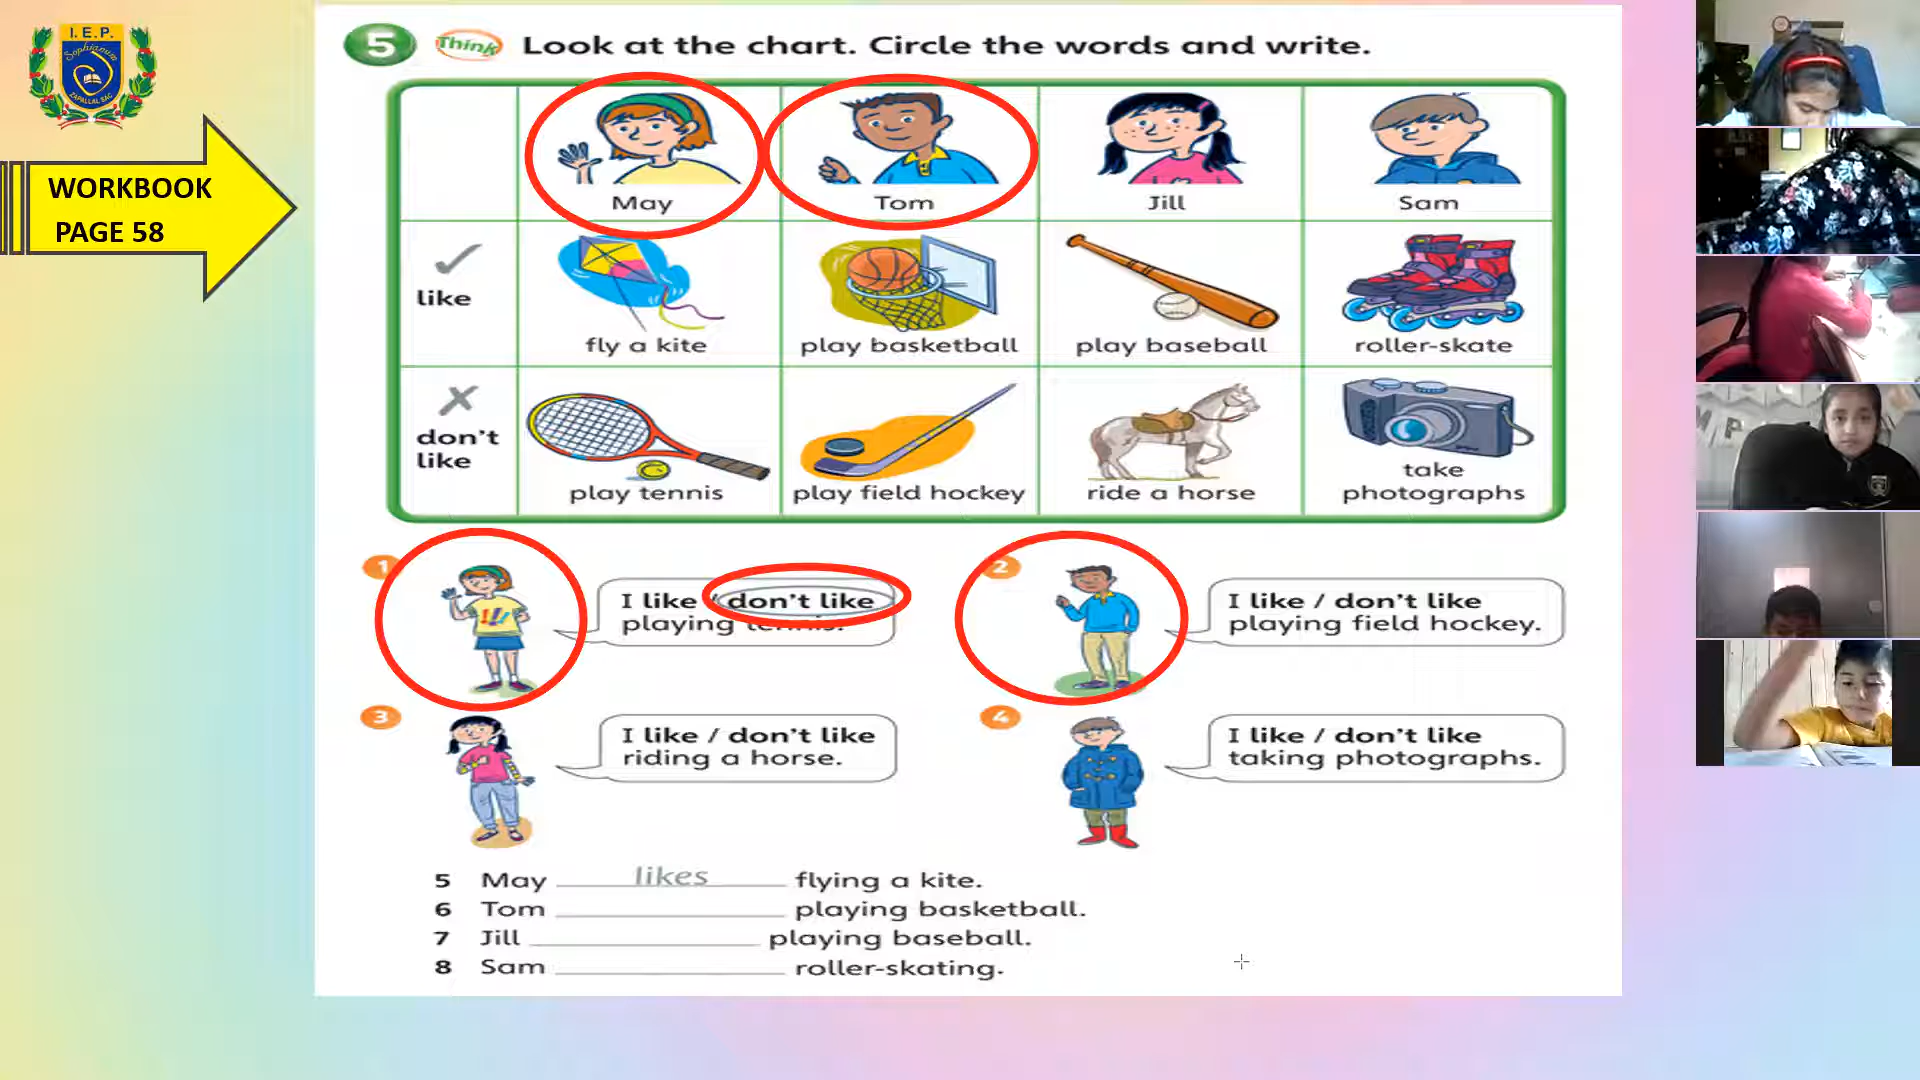 I.E.P.
Sophianum
ZAPALLAL SAC
WORKBOOK
PAGE 58
5 Think Look at the chart. Circle the words and write.
May Tom Jill Sam
like
fly a kite play basketball play baseball roller-skate
don't
like
play tennis play field hockey ride a horse take
photographs
1 I like / don't like
playing tennis.
2 I like / don't like
playing field hockey.
3 I like / don't like
riding a horse.
4 I like / don't like
taking photographs.
5 May likes flying a kite.
6 Tom playing basketball.
7 Jill playing baseball.
8 Sam roller-skating.